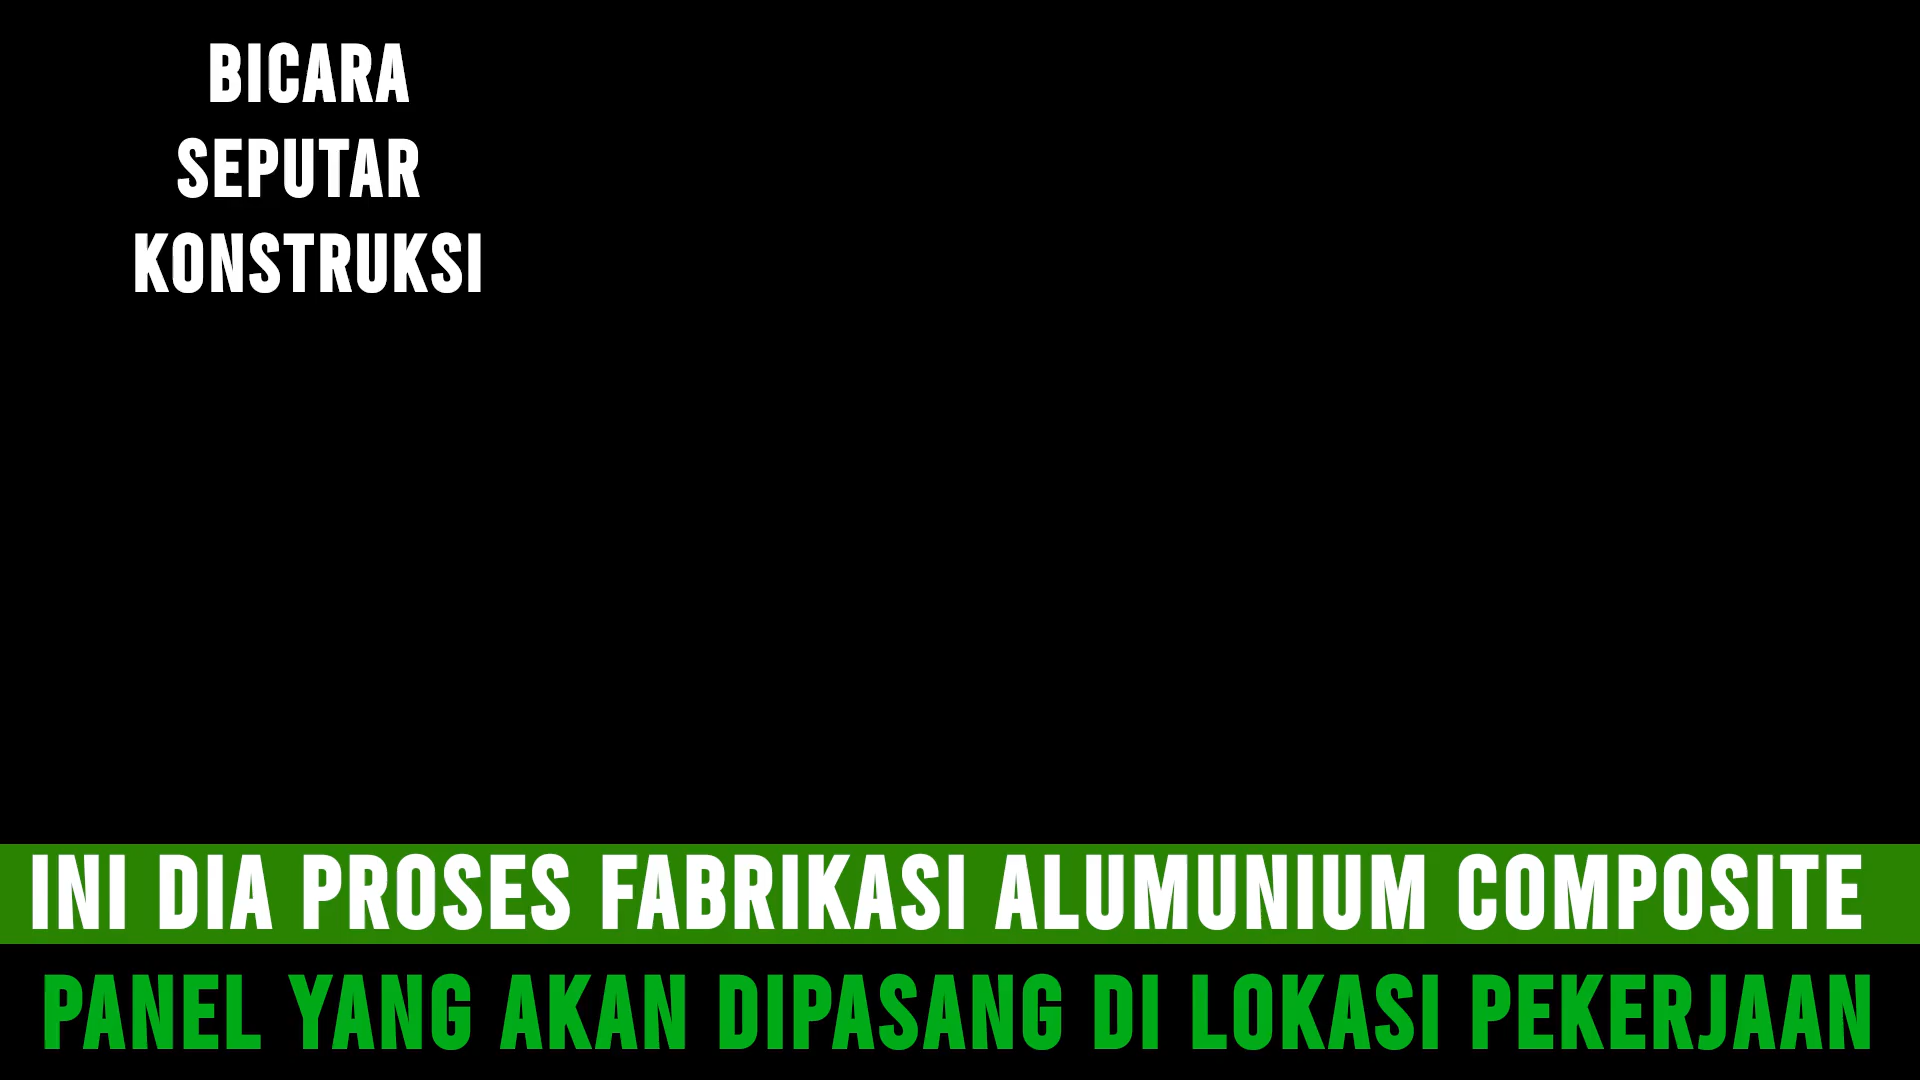 BICARA
SEPUTAR
KONSTRUKSI
INI DIA PROSES FABRIKASI ALUMUNIUM COMPOSITE
PANEL YANG AKAN DIPASANG DI LOKASI PEKERJAAN